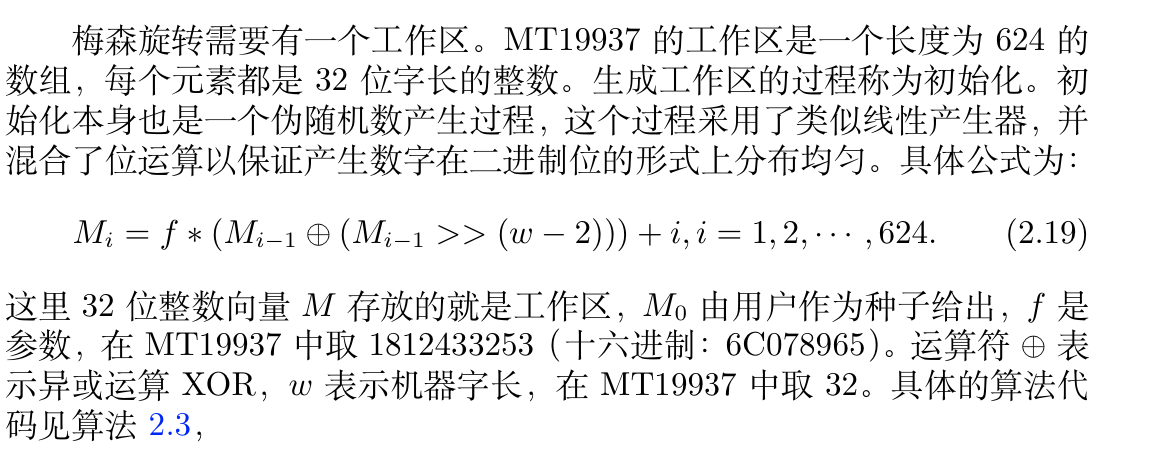 梅森旋转需要有一个工作区。MT19937 的工作区是一个长度为 624 的
数组，每个元素都是 32 位字长的整数。生成工作区的过程称为初始化。初
始化本身也是一个伪随机数产生过程，这个过程采用了类似线性产生器，并
混合了位运算以保证产生数字在二进制位的形式上分布均匀。具体公式为：
M_i = f ∗ (M_{i−1} ⊕ (M_{i−1} >> (w − 2))) + i, i = 1, 2, ⋯ , 624. (2.19)
这里 32 位整数向量 M 存放的就是工作区，M_0 由用户作为种子给出，f 是
参数，在 MT19937 中取 1812433253（十六进制：6C078965）。运算符 ⊕ 表
示异或运算 XOR，w 表示机器字长，在 MT19937 中取 32。具体的算法代
码见算法 2.3，